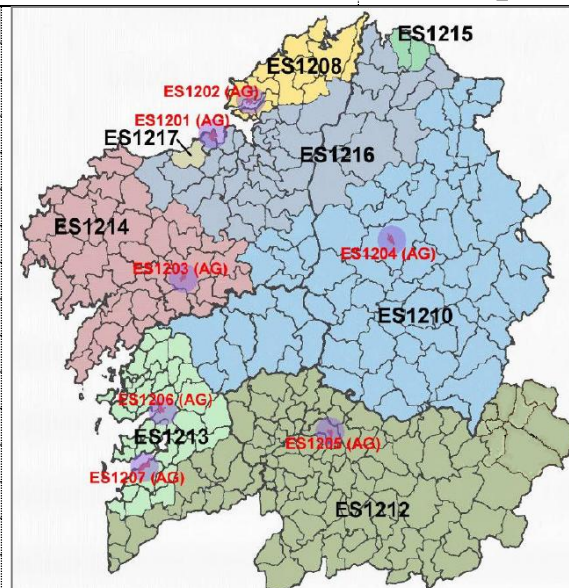 ES1215
ES1208
ES1202 (AG)
ES1201 (AG)
ES1217
ES1216
ES1214
ES1204 (AG)
ES1203 (AG)
ES1210
ES1206 (AG)
ES1213
ES1205 (AG)
ES1207 (AG)
ES1212